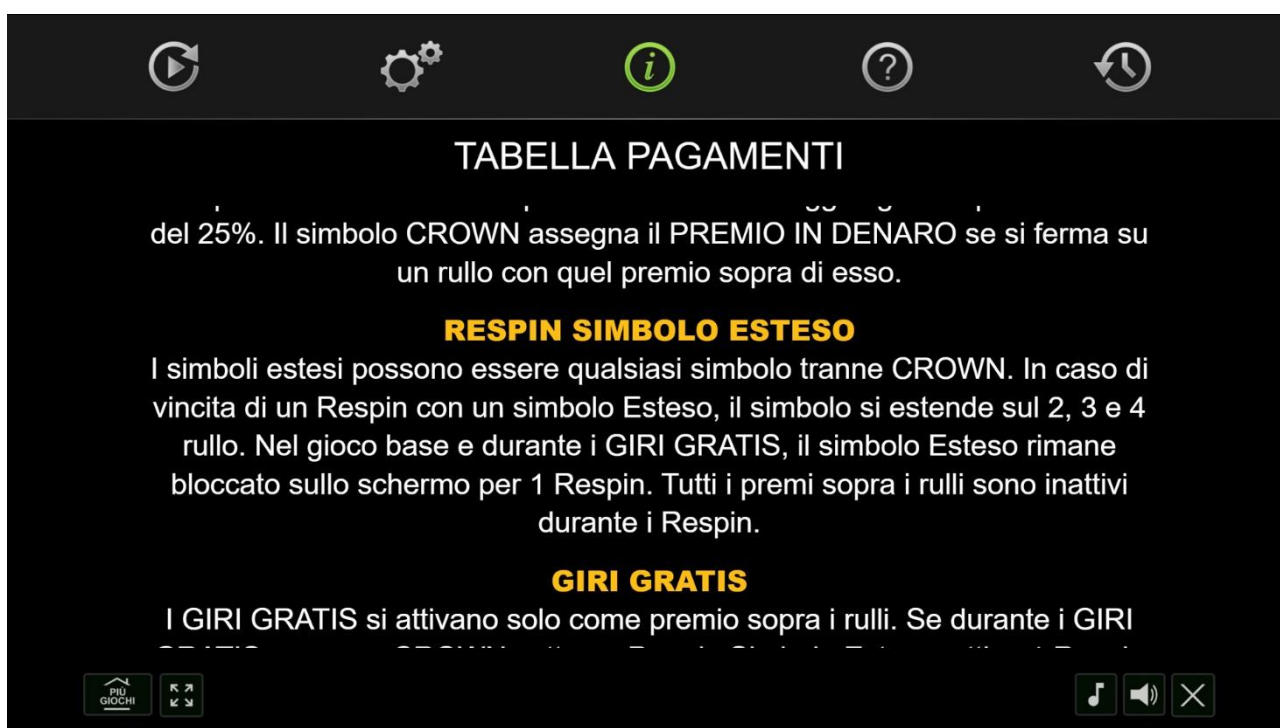 TABELLA PAGAMENTI
del 25%. Il simbolo CROWN assegna il PREMIO IN DENARO se si ferma su
un rullo con quel premio sopra di esso.
RESPIN SIMBOLO ESTESO
I simboli estesi possono essere qualsiasi simbolo tranne CROWN. In caso di
vincita di un Respin con un simbolo Esteso, il simbolo si estende sul 2, 3 e 4
rullo. Nel gioco base e durante i GIRI GRATIS, il simbolo Esteso rimane
bloccato sullo schermo per 1 Respin. Tutti i premi sopra i rulli sono inattivi
durante i Respin.
GIRI GRATIS
I GIRI GRATIS si attivano solo come premio sopra i rulli. Se durante i GIRI
PIÙ
GIOCHI